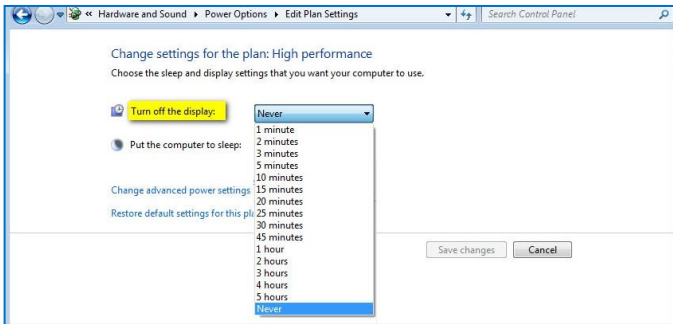 « Hardware and Sound ▸ Power Options ▸ Edit Plan Settings
Search Control Panel
Change settings for the plan: High performance
Choose the sleep and display settings that you want your computer to use.
Turn off the display:
Never
Put the computer to sleep:
1 minute
2 minutes
3 minutes
5 minutes
10 minutes
15 minutes
20 minutes
25 minutes
30 minutes
45 minutes
1 hour
2 hours
3 hours
4 hours
5 hours
Never
Change advanced power settings
Restore default settings for this pl
Save changes
Cancel